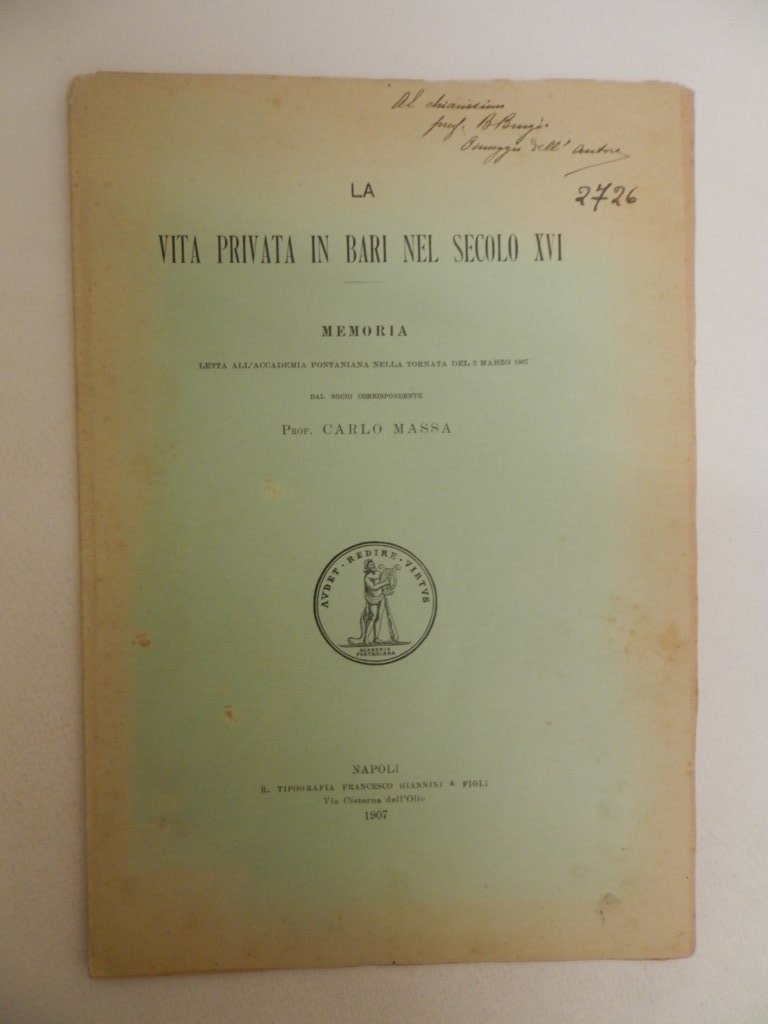 Al chiarissimo
prof. B Brugi
Omaggio dell' Autore
2726
LA
VITA PRIVATA IN BARI NEL SECOLO XVI
MEMORIA
LETTA ALL'ACCADEMIA PONTANIANA NELLA TORNATA DEL 3 MARZO 1907
DAL SOCIO CORRISPONDENTE
PROF. CARLO MASSA
AVDET · REDIRE · VIRTVS
ACADEMIA
PONTANIANA
NAPOLI
R. TIPOGRAFIA FRANCESCO GIANNINI & FIGLI
Via Cisterna dell'Olio
1907